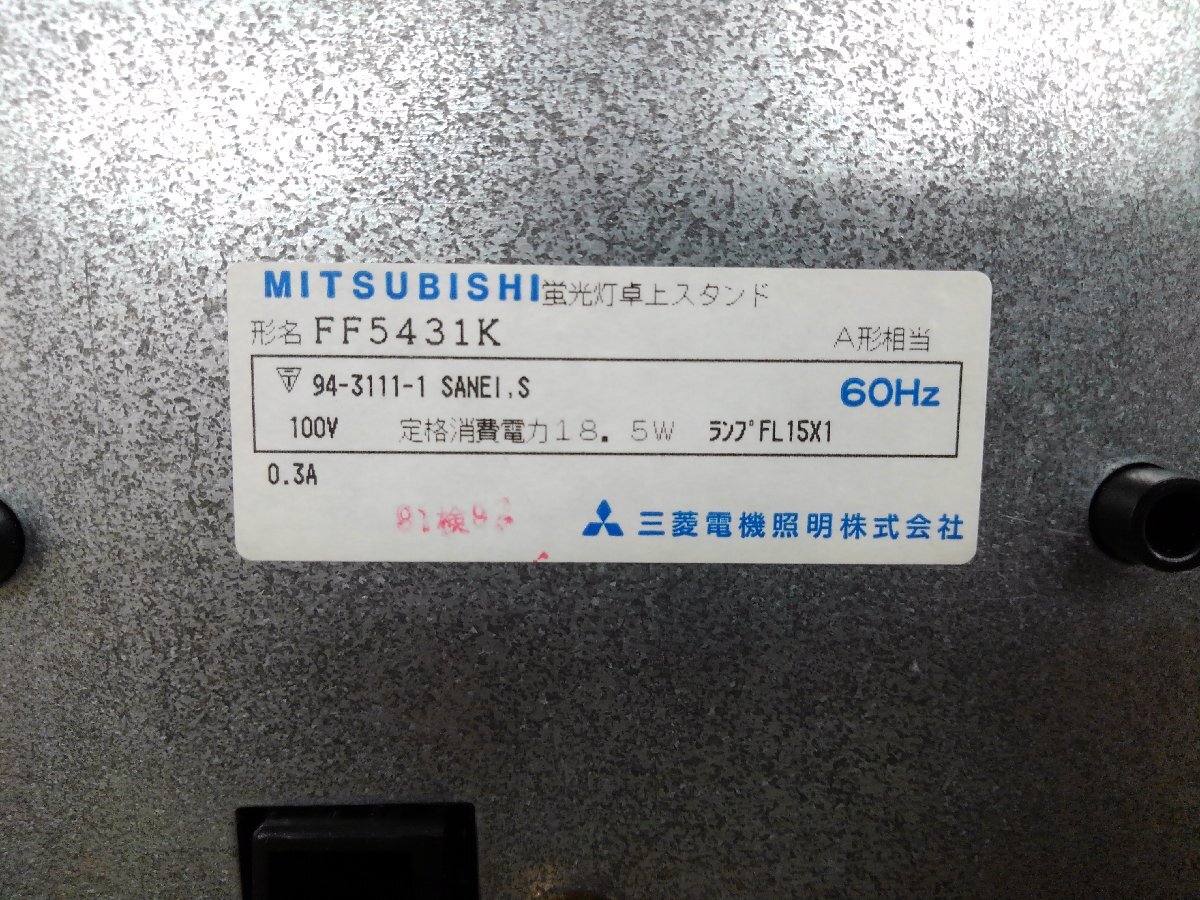 MITSUBISHI蛍光灯卓上スタンド
形名 FF5431K A形相当
94-3111-1 SANEI.S 60Hz
100V 定格消費電力18.5W ランプFL15X1
0.3A
三菱電機照明株式会社